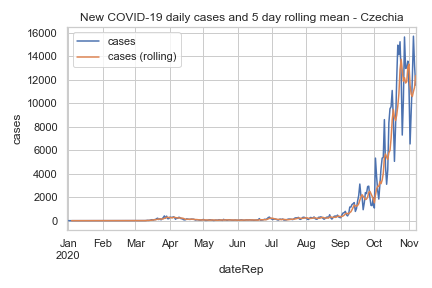 New COVID-19 daily cases and 5 day rolling mean - Czechia
cases
cases (rolling)
16000
14000
12000
10000
8000
6000
4000
2000
0
cases
Jan Feb Mar Apr May Jun Jul Aug Sep Oct Nov
2020
dateRep